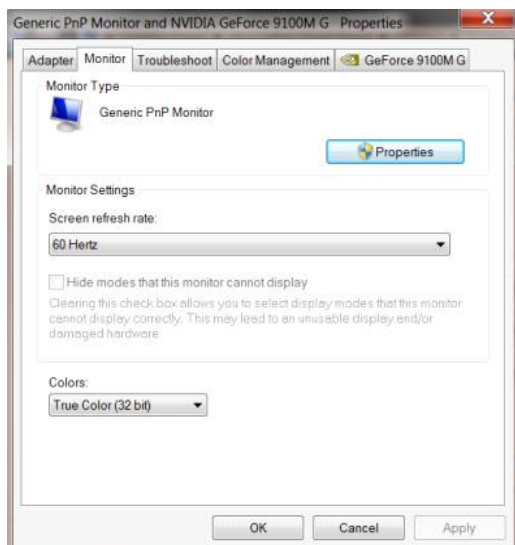 Generic PnP Monitor and NVIDIA GeForce 9100M G Properties
Adapter Monitor Troubleshoot Color Management GeForce 9100M G
Monitor Type
Generic PnP Monitor
Properties
Monitor Settings
Screen refresh rate:
60 Hertz
Hide modes that this monitor cannot display
Clearing this check box allows you to select display modes that this monitor
cannot display correctly. This may lead to an unusable display and/or
damaged hardware.
Colors:
True Color (32 bit)
OK Cancel Apply